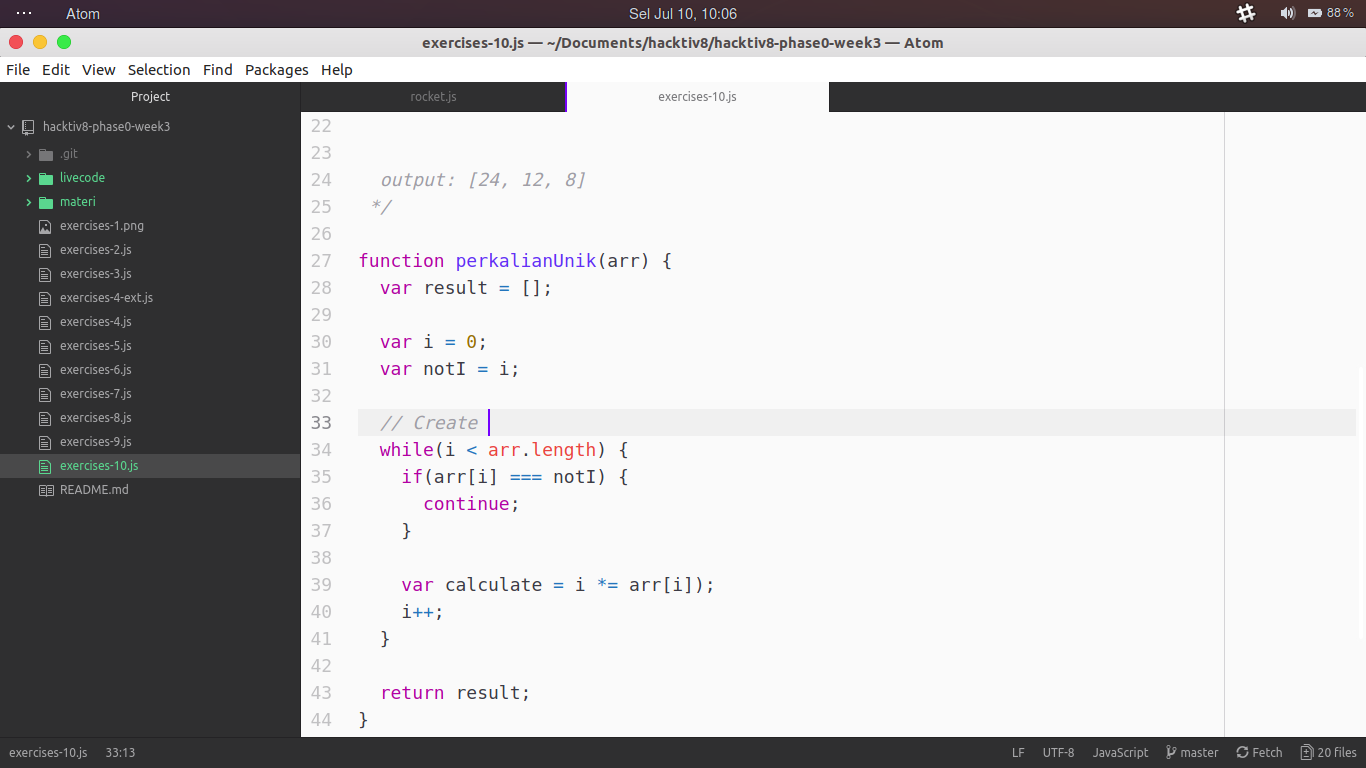 Atom
Sel Jul 10, 10:06
88 %
exercises-10.js — ~/Documents/hacktiv8/hacktiv8-phase0-week3 — Atom
File Edit View Selection Find Packages Help
Project
hacktiv8-phase0-week3
.git
livecode
materi
exercises-1.png
exercises-2.js
exercises-3.js
exercises-4-ext.js
exercises-4.js
exercises-5.js
exercises-6.js
exercises-7.js
exercises-8.js
exercises-9.js
exercises-10.js
README.md
rocket.js
exercises-10.js
22
23
24 output: [24, 12, 8]
25 */
26
27 function perkalianUnik(arr) {
28 var result = [];
29
30 var i = 0;
31 var notI = i;
32
33 // Create
34 while(i < arr.length) {
35 if(arr[i] === notI) {
36 continue;
37 }
38
39 var calculate = i *= arr[i]);
40 i++;
41 }
42
43 return result;
44 }
exercises-10.js 33:13
LF UTF-8 JavaScript master Fetch 20 files